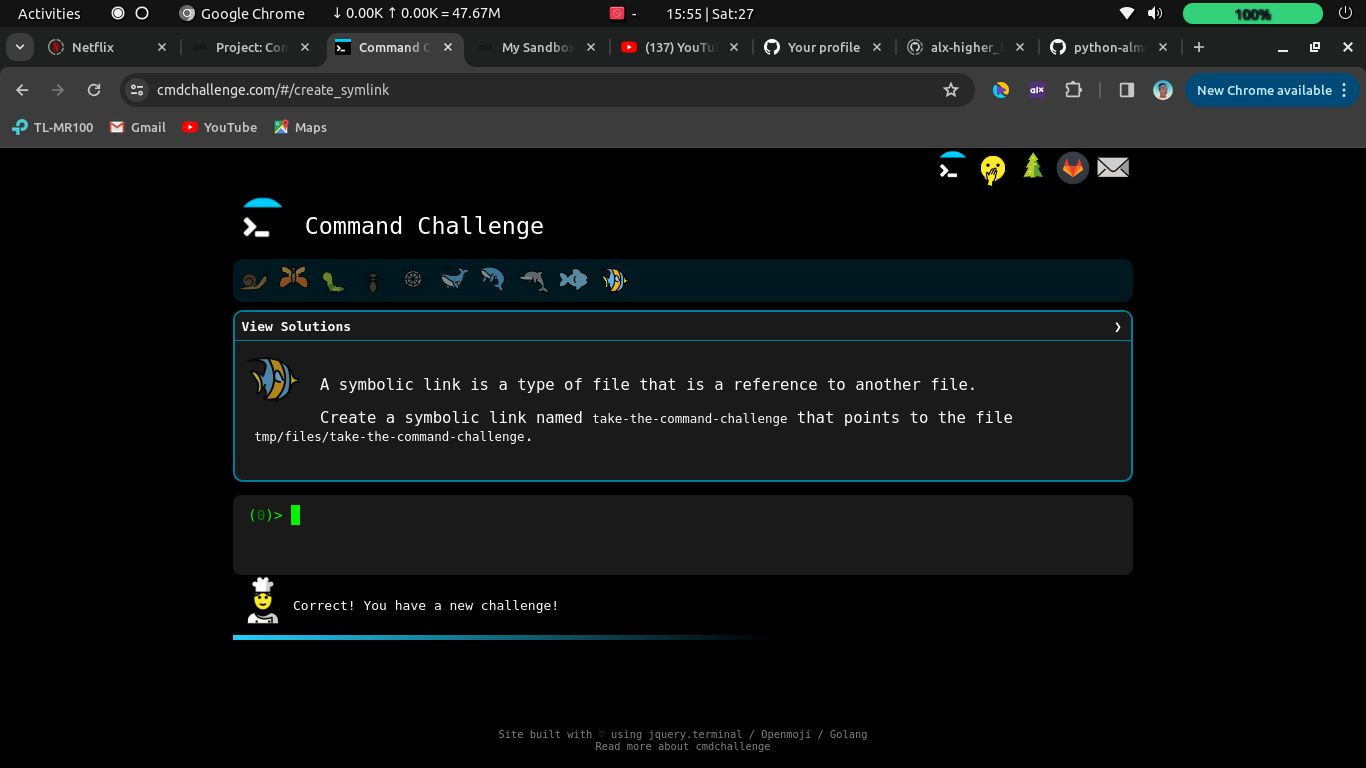 Activities Google Chrome ↓ 0.00K ↑ 0.00K = 47.67M - 15:55 | Sat:27 100%
Netflix Project: Con Command C My Sandbox (137) YouTu Your profile alx-higher_l python-alm
cmdchallenge.com/#/create_symlink alx New Chrome available
TL-MR100 Gmail YouTube Maps
Command Challenge
View Solutions ❯
A symbolic link is a type of file that is a reference to another file.
Create a symbolic link named take-the-command-challenge that points to the file
tmp/files/take-the-command-challenge.
(0)>
Correct! You have a new challenge!
Site built with ♡ using jquery.terminal / Openmoji / Golang
Read more about cmdchallenge